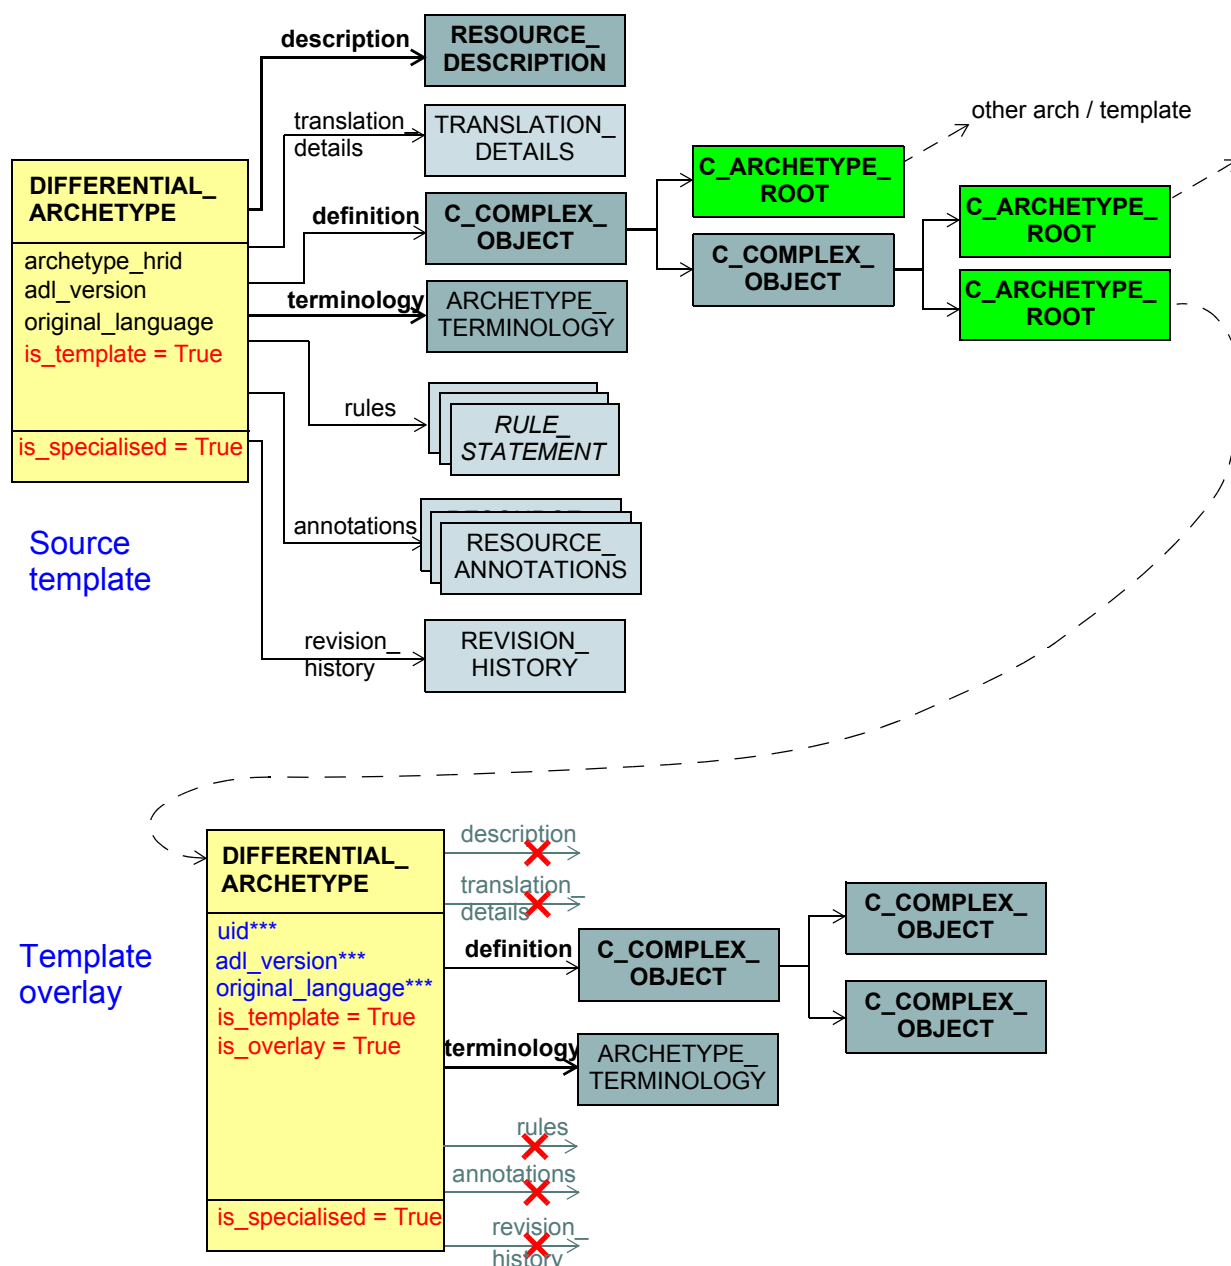 description
RESOURCE_
DESCRIPTION
translation_
details
TRANSLATION_
DETAILS
other arch / template
DIFFERENTIAL_
ARCHETYPE
archetype_hrid
adl_version
original_language
is_template = True
is_specialised = True
definition
C_COMPLEX_
OBJECT
C_ARCHETYPE_
ROOT
C_COMPLEX_
OBJECT
C_ARCHETYPE_
ROOT
C_ARCHETYPE_
ROOT
terminology
ARCHETYPE_
TERMINOLOGY
rules
RULE_
STATEMENT
annotations
RESOURCE_
ANNOTATIONS
revision_
history
REVISION_
HISTORY
Source
template
Template
overlay
DIFFERENTIAL_
ARCHETYPE
uid***
adl_version***
original_language***
is_template = True
is_overlay = True
is_specialised = True
description
translation_
details
definition
C_COMPLEX_
OBJECT
C_COMPLEX_
OBJECT
C_COMPLEX_
OBJECT
terminology
ARCHETYPE_
TERMINOLOGY
rules
annotations
revision_
history